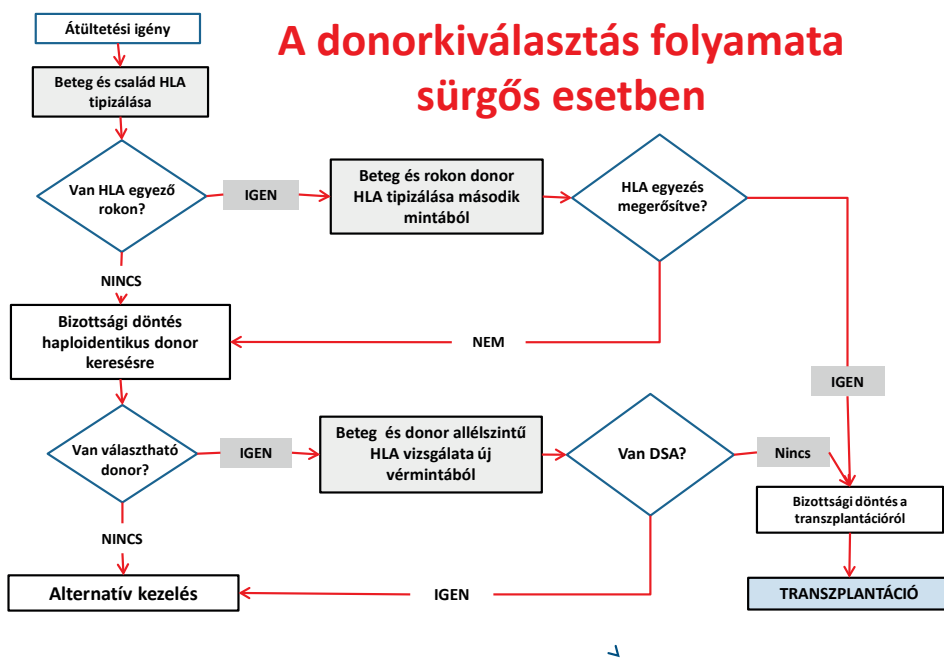 A donorkiválasztás folyamata
sürgős esetben
Átültetési igény
Beteg és család HLA
tipizálása
Van HLA egyező
rokon?
IGEN
Beteg és rokon donor
HLA tipizálása második
mintából
HLA egyezés
megerősítve?
NINCS
Bizottsági döntés
haploidentikus donor
keresésre
NEM
IGEN
Van választható
donor?
IGEN
Beteg és donor allélszintű
HLA vizsgálata új
vérmintából
Van DSA?
Nincs
Bizottsági döntés a
transzplantációról
NINCS
Alternatív kezelés
IGEN
TRANSZPLANTÁCIÓ